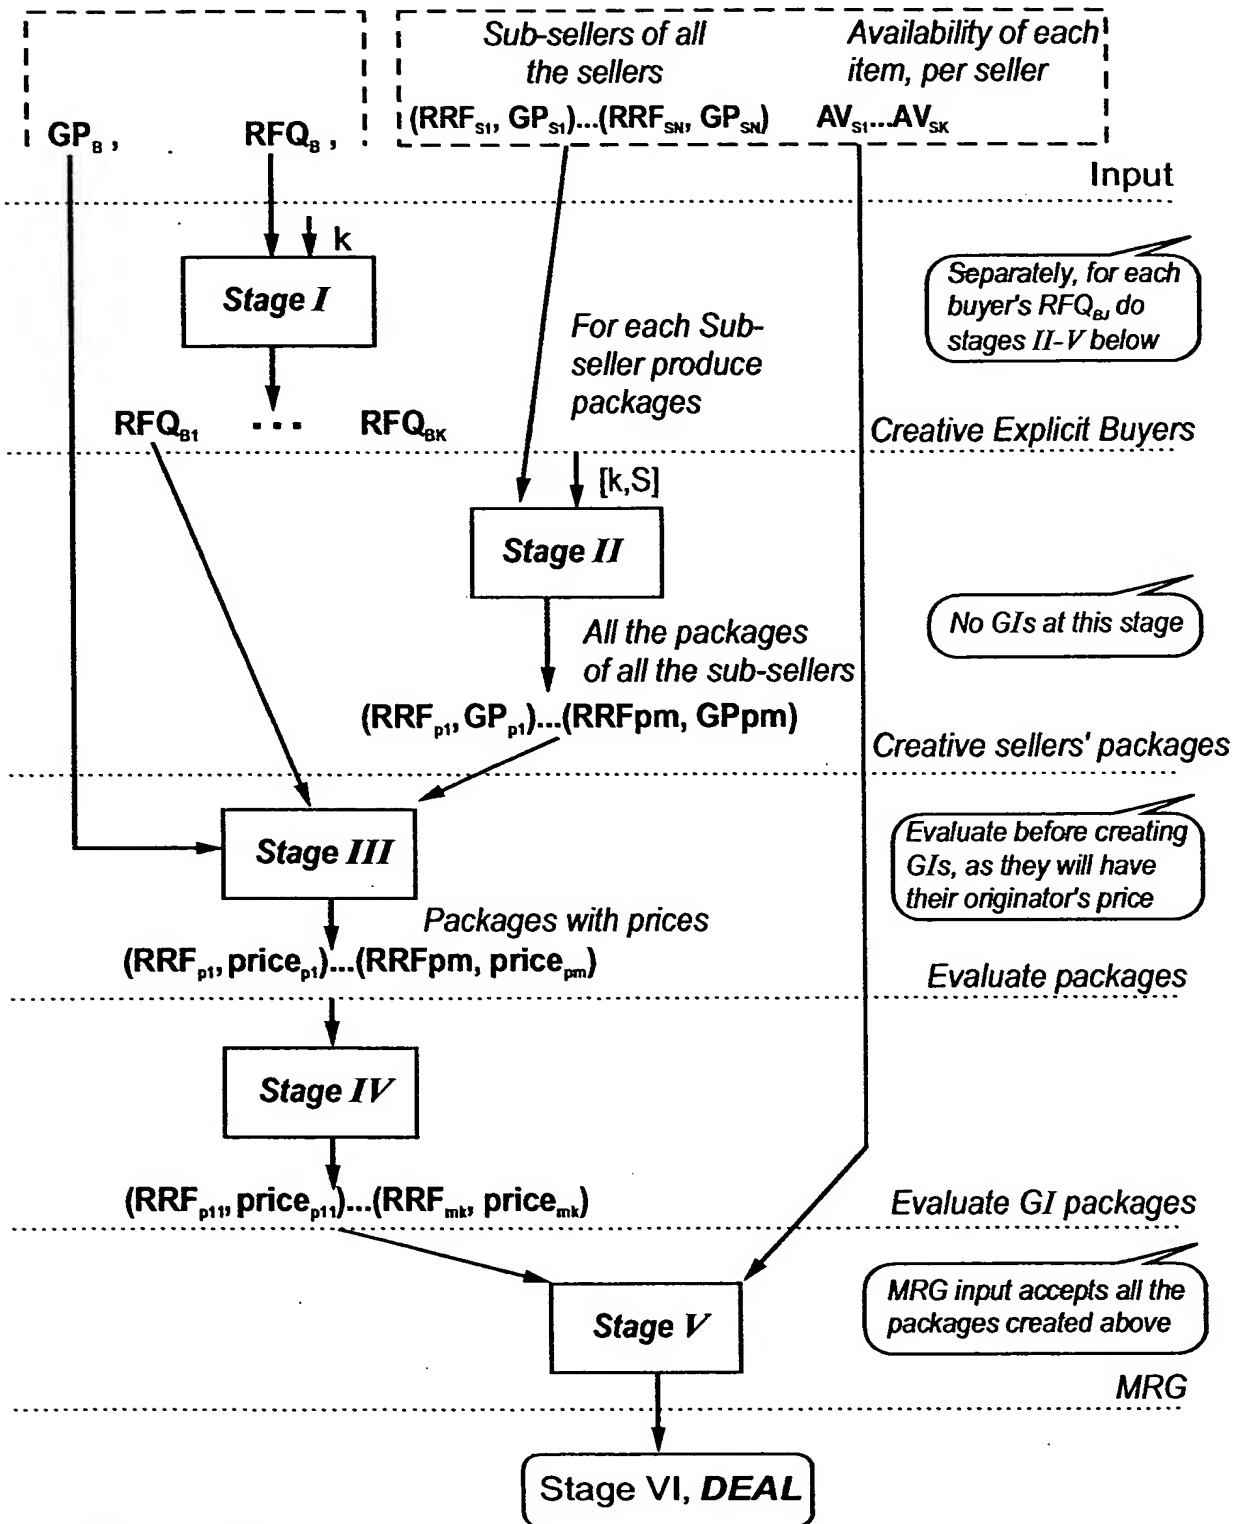 Sub-sellers of all
the sellers
Availability of each
item, per seller
GP_B ,
RFQ_B ,
(RRF_S1, GP_S1)...(RRF_SN, GP_SN)
AV_S1...AV_SK
Input
k
Stage I
Separately, for each
buyer's RFQ_BJ do
stages II-V below
For each Sub-
seller produce
packages
RFQ_B1 ... RFQ_BK
Creative Explicit Buyers
[k,S]
Stage II
No GIs at this stage
All the packages
of all the sub-sellers
(RRF_p1, GP_p1)...(RRFpm, GPpm)
Creative sellers' packages
Stage III
Evaluate before creating
GIs, as they will have
their originator's price
Packages with prices
(RRF_p1, price_p1)...(RRFpm, price_pm)
Evaluate packages
Stage IV
(RRF_p11, price_p11)...(RRF_mk, price_mk)
Evaluate GI packages
Stage V
MRG input accepts all the
packages created above
MRG
Stage VI, DEAL